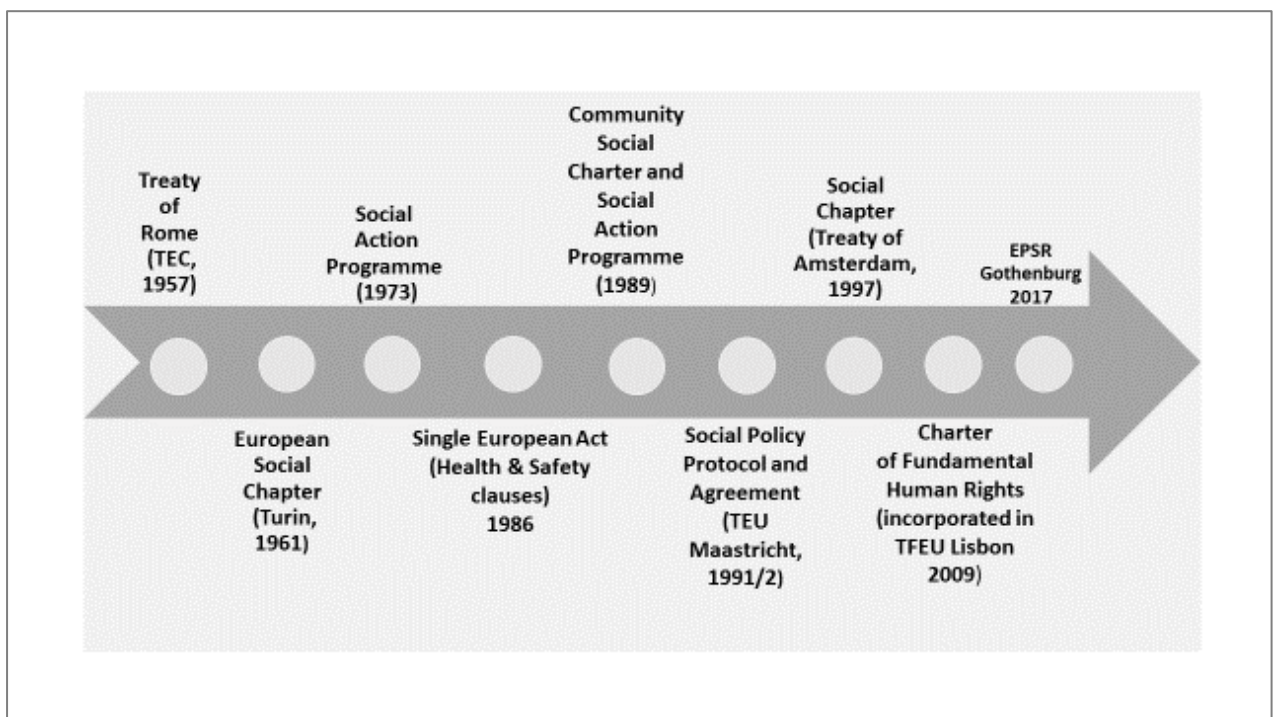 Treaty
of
Rome
(TEC,
1957)
European
Social
Chapter
(Turin,
1961)
Social
Action
Programme
(1973)
Single European Act
(Health & Safety
clauses)
1986
Community
Social
Charter and
Social
Action
Programme
(1989)
Social Policy
Protocol and
Agreement
(TEU
Maastricht,
1991/2)
Social
Chapter
(Treaty of
Amsterdam,
1997)
Charter
of Fundamental
Human Rights
(incorporated in
TFEU Lisbon
2009)
EPSR
Gothenburg
2017